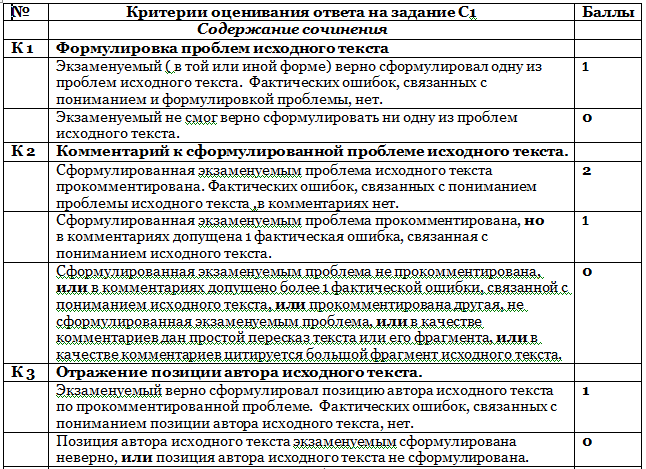 № Критерии оценивания ответа на задание С1 Баллы
Содержание сочинения
К 1 Формулировка проблем исходного текста
Экзаменуемый ( в той или иной форме) верно сформулировал одну из 1
проблем исходного текста. Фактических ошибок, связанных с
пониманием и формулировкой проблемы, нет.
Экзаменуемый не смог верно сформулировать ни одну из проблем 0
исходного текста.
К 2 Комментарий к сформулированной проблеме исходного текста.
Сформулированная экзаменуемым проблема исходного текста 2
прокомментирована. Фактических ошибок, связанных с пониманием
проблемы исходного текста ,в комментариях нет.
Сформулированная экзаменуемым проблема прокомментирована, но 1
в комментариях допущена 1 фактическая ошибка, связанная с
пониманием исходного текста.
Сформулированная экзаменуемым проблема не прокомментирована, 0
или в комментариях допущено более 1 фактической ошибки, связанной с
пониманием исходного текста, или прокомментирована другая, не
сформулированная экзаменуемым проблема, или в качестве
комментариев дан простой пересказ текста или его фрагмента, или в
качестве комментариев цитируется большой фрагмент исходного текста,
К 3 Отражение позиции автора исходного текста.
Экзаменуемый верно сформулировал позицию автора исходного текста 1
по прокомментированной проблеме. Фактических ошибок, связанных с
пониманием позиции автора исходного текста, нет.
Позиция автора исходного текста экзаменуемым сформулирована 0
неверно, или позиция автора исходного текста не сформулирована.